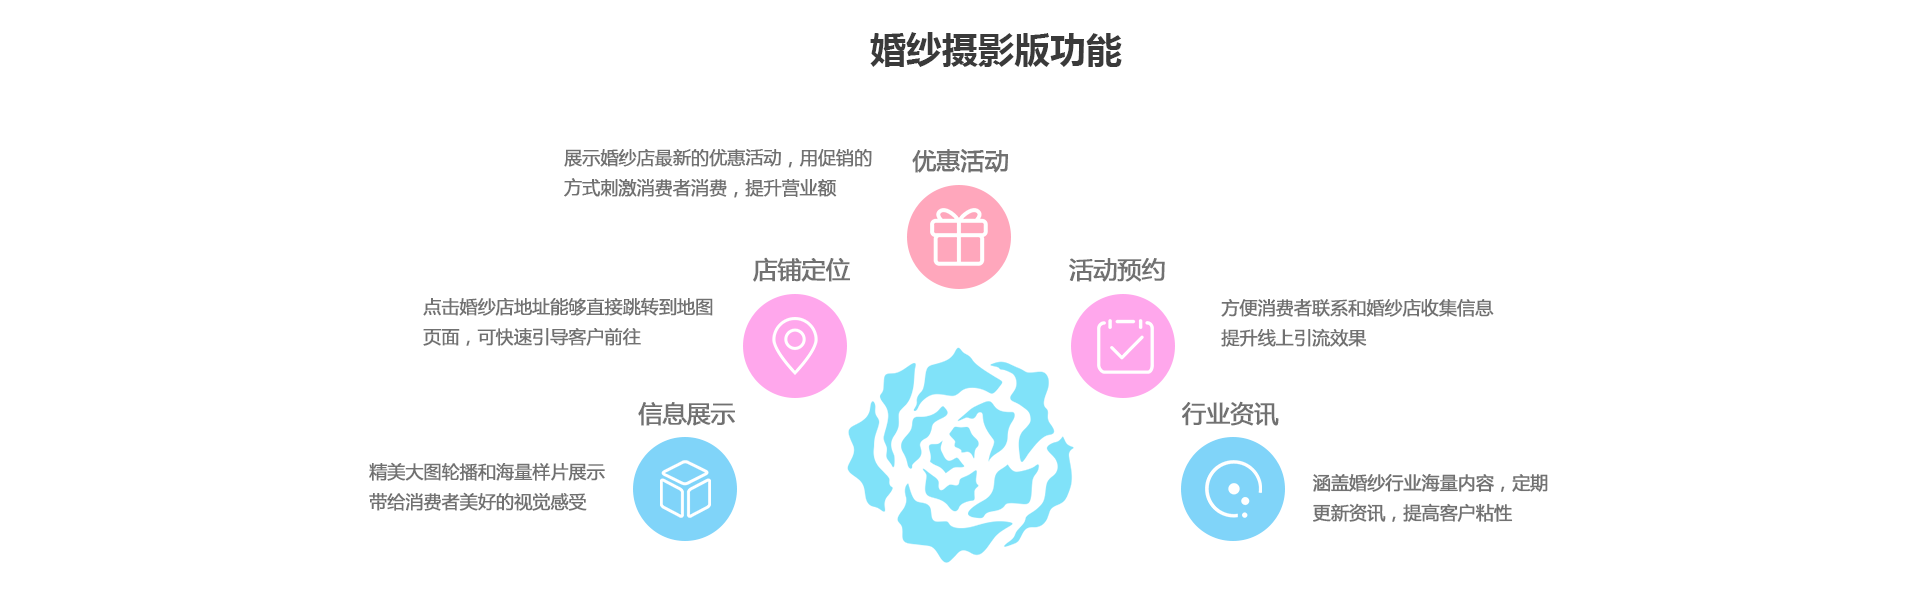 婚纱摄影版功能
展示婚纱店最新的优惠活动，用促销的
方式刺激消费者消费，提升营业额
优惠活动
店铺定位
点击婚纱店地址能够直接跳转到地图
页面，可快速引导客户前往
活动预约
方便消费者联系和婚纱店收集信息
提升线上引流效果
信息展示
精美大图轮播和海量样片展示
带给消费者美好的视觉感受
行业资讯
涵盖婚纱行业海量内容，定期
更新资讯，提高客户粘性